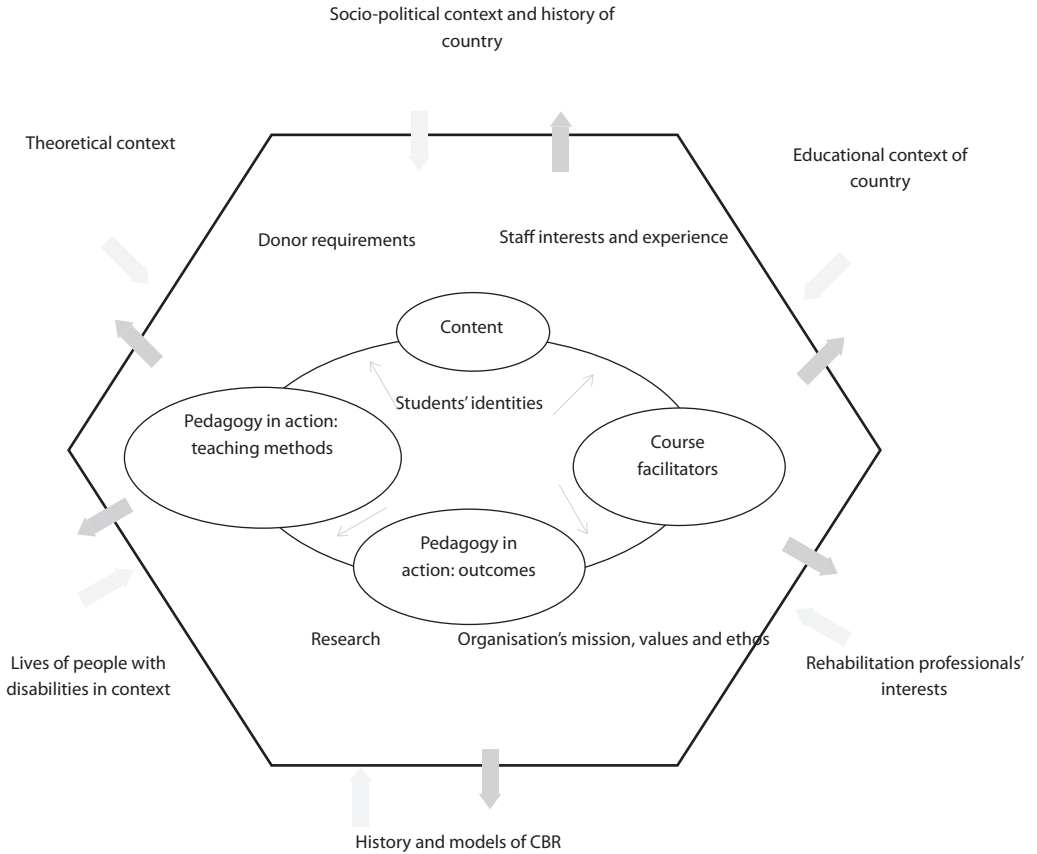 Socio-political context and history of
country
Theoretical context
Educational context of
country
Donor requirements
Staff interests and experience
Content
Students’ identities
Pedagogy in action:
teaching methods
Course
facilitators
Pedagogy in
action: outcomes
Research
Organisation’s mission, values and ethos
Lives of people with
disabilities in context
Rehabilitation professionals’
interests
History and models of CBR